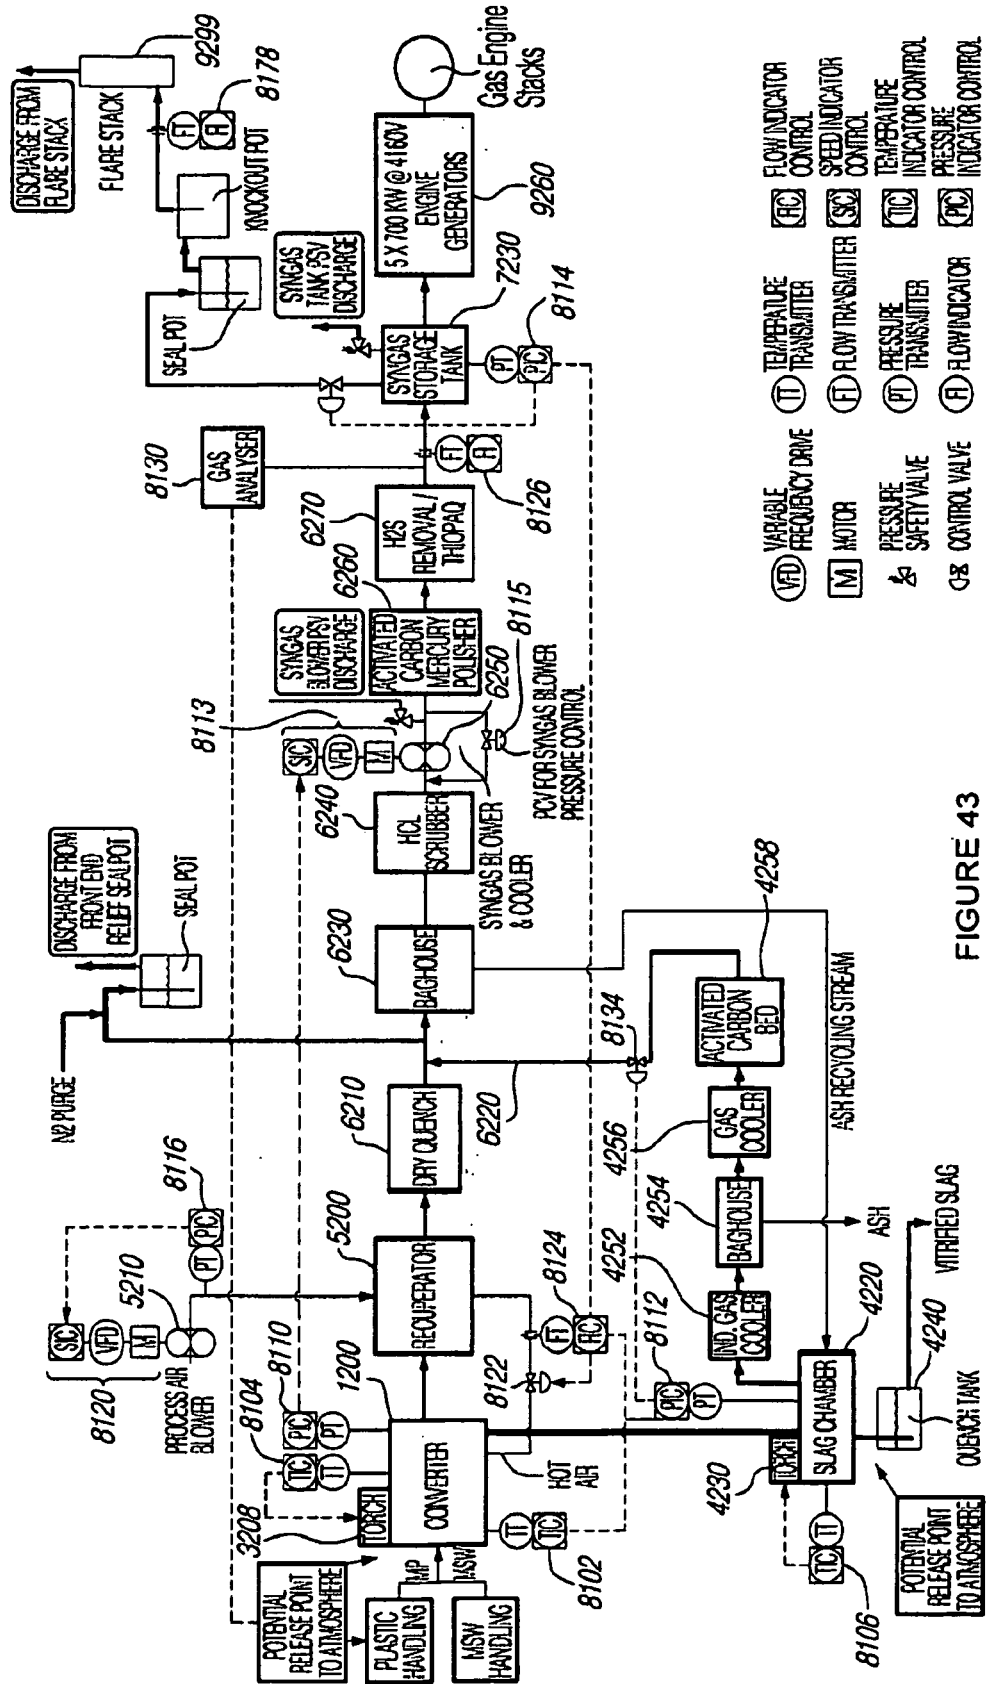 DISCHARGE FROM
FLARE STACX
9299
FLARE STACK
FT
FI
8178
KNOCKOUT POT
SEAL POT
SYNGAS
TANK PSV
DISCHARGE
Gas Engine
Stacks
5 X 700 KW @ 4160V
ENGINE
GENERATORS
9260
7230
SYNGAS
STORAGE
TANK
PT
PIC
8114
8130
GAS
ANALYSER
FT
FI
8126
6270
H2S
REMOVAL /
THIOPAQ
6260
SYNGAS
BLOWER PSV
DISCHARGE
ACTIVATED
CARBON
MERCURY
POLISHER
6250
8115
PCV FOR SYNGAS BLOWER
PRESSURE CONTROL
8113
SIC
VFD
M
6240
HCL
SCRUBBER
SYNGAS BLOWER
& COOLER
DISCHARGE FROM
FRONT END
RELIEF SEALPOT
SEAL POT
N2 PURGE
6230
BAGHOUSE
6210
DRY QUENCH
6220
8134
8116
PIC
PT
SIC
VFD
M
5210
8120
PROCESS AIR
BLOWER
5200
RECUPERATOR
8124
FT
RC
8122
8110
PIC
PT
1200
8104
TIC
TT
3208
TORCH
CONVERTER
HOT
AIR
TT
TIC
8102
MP
MSW
POTENTIAL
RELEASE POINT
TO ATMOSPHERE
PLASTIC
HANDLING
MSW
HANDLING
8112
PIC
PT
4252
IND. GAS
COOLER
4254
BAGHOUSE
4256
GAS
COOLER
4258
ACTIVATED
CARBON
BED
ASH RECYCLING STREAM
ASH
4220
4230
TORCH
SLAG CHAMBER
TT
TIC
8106
4240
VITRIFIED SLAG
QUENCH TANK
POTENTIAL
RELEASE POINT
TO ATMOSPHERE
VFD
VARIABLE
FREQUENCY DRIVE
M
MOTOR
PRESSURE
SAFETY VALVE
CONTROL VALVE
TT
TEMPERATURE
TRANSMITTER
FT
FLOW TRANSMITTER
PT
PRESSURE
TRANSMITTER
FI
FLOW INDICATOR
RC
FLOW INDICATOR
CONTROL
SIC
SPEED INDICATOR
CONTROL
TIC
TEMPERATURE
INDICATOR CONTROL
PIC
PRESSURE
INDICATOR CONTROL
FIGURE 43